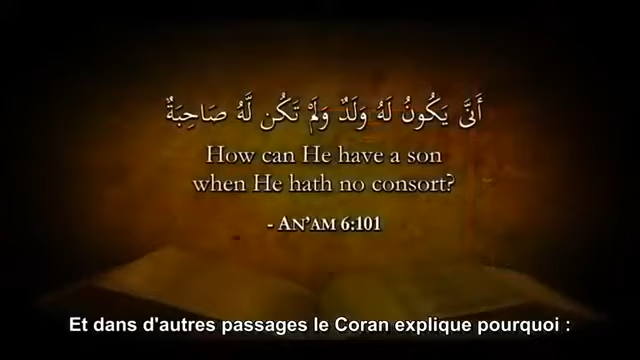 أَنَّى يَكُونُ لَهُ وَلَدٌ وَلَمْ تَكُن لَّهُ صَاحِبَةٌ
How can He have a son
when He hath no consort?
- AN'AM 6:101
Et dans d'autres passages le Coran explique pourquoi :